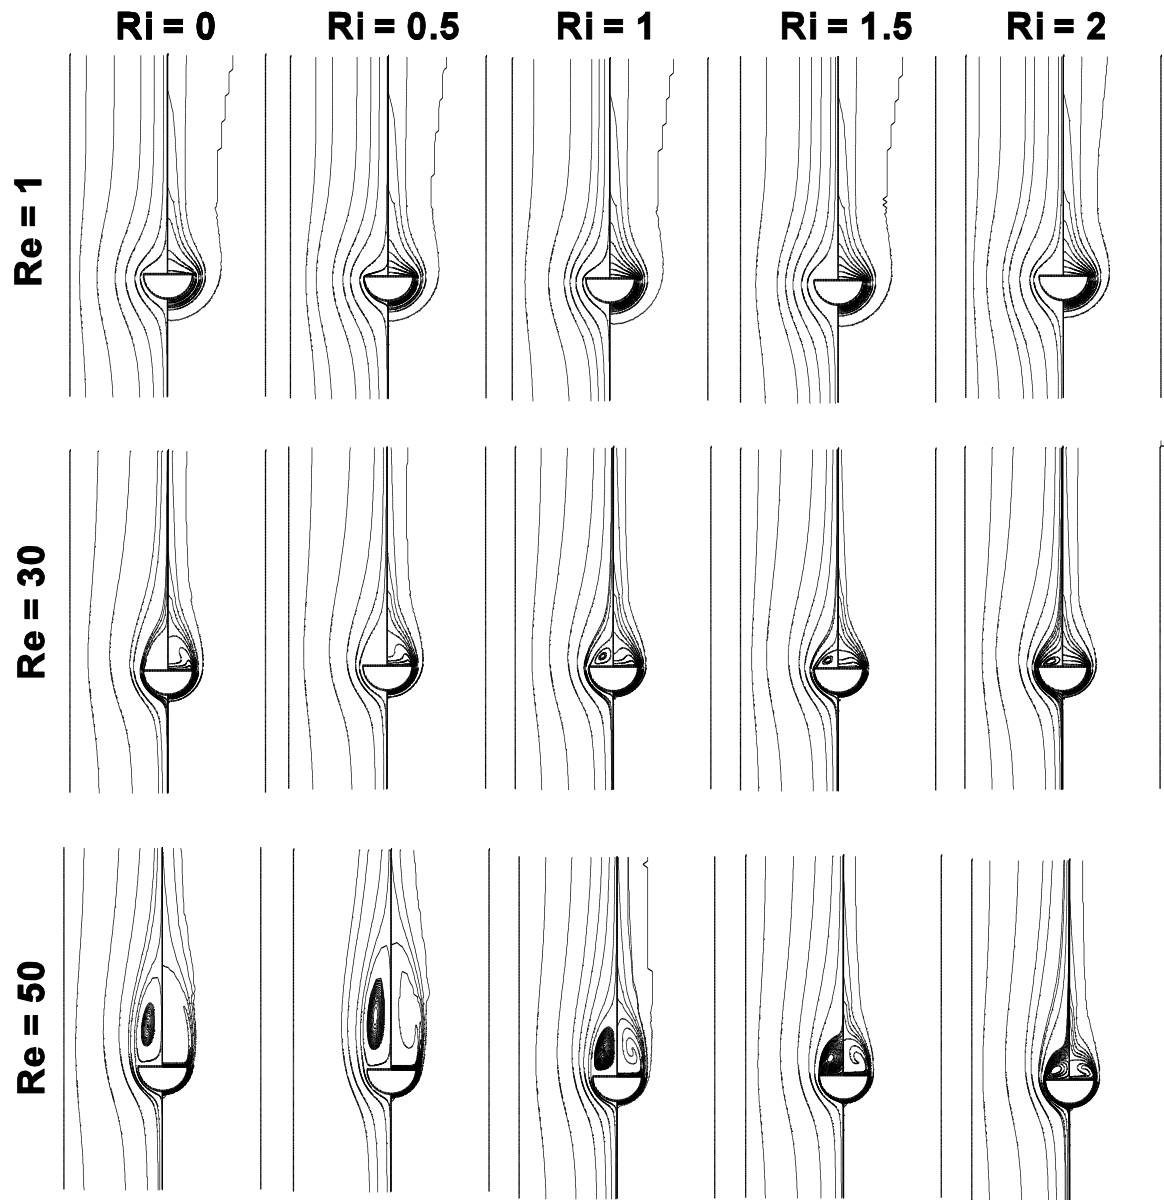 Ri = 0
Ri = 0.5
Ri = 1
Ri = 1.5
Ri = 2
Re = 1
Re = 30
Re = 50